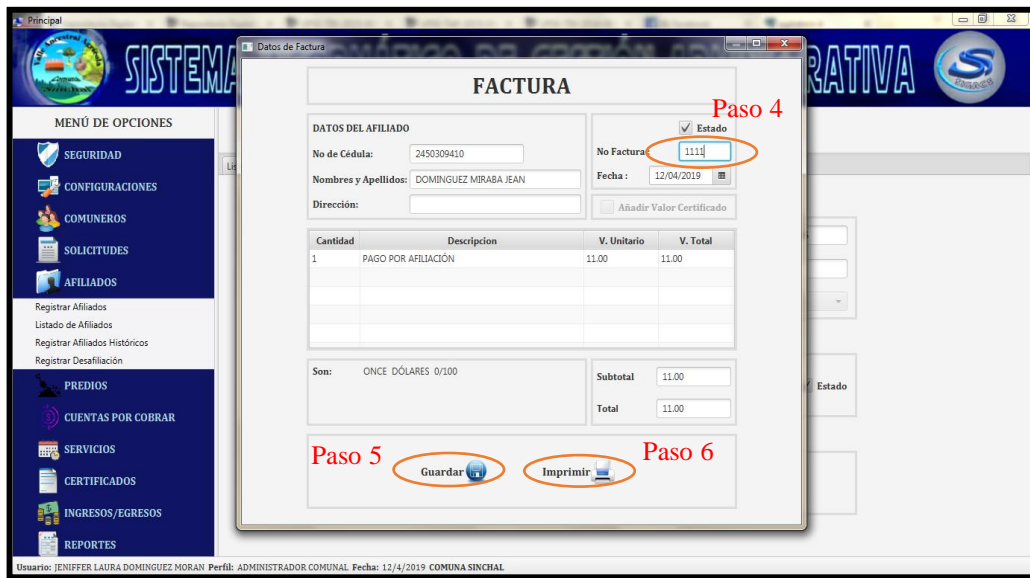 Principal
SISTEMA
RATIVA
SIGACS
Datos de Factura
FACTURA
Paso 4
DATOS DEL AFILIADO
Estado
No de Cédula: 2450309410
No Factura: 1111
Nombres y Apellidos: DOMINGUEZ MIRABA JEAN
Fecha : 12/04/2019
Dirección:
Añadir Valor Certificado
Cantidad Descripcion V. Unitario V. Total
1 PAGO POR AFILIACIÓN 11.00 11.00
Son: ONCE DÓLARES 0/100
Subtotal 11.00
Total 11.00
Paso 5
Guardar
Imprimir
Paso 6
MENÚ DE OPCIONES
SEGURIDAD
CONFIGURACIONES
COMUNEROS
SOLICITUDES
AFILIADOS
Registrar Afiliados
Listado de Afiliados
Registrar Afiliados Históricos
Registrar Desafiliación
PREDIOS
CUENTAS POR COBRAR
SERVICIOS
CERTIFICADOS
INGRESOS/EGRESOS
REPORTES
Estado
Usuario: JENIFFER LAURA DOMINGUEZ MORAN Perfil: ADMINISTRADOR COMUNAL Fecha: 12/4/2019 COMUNA SINCHAL